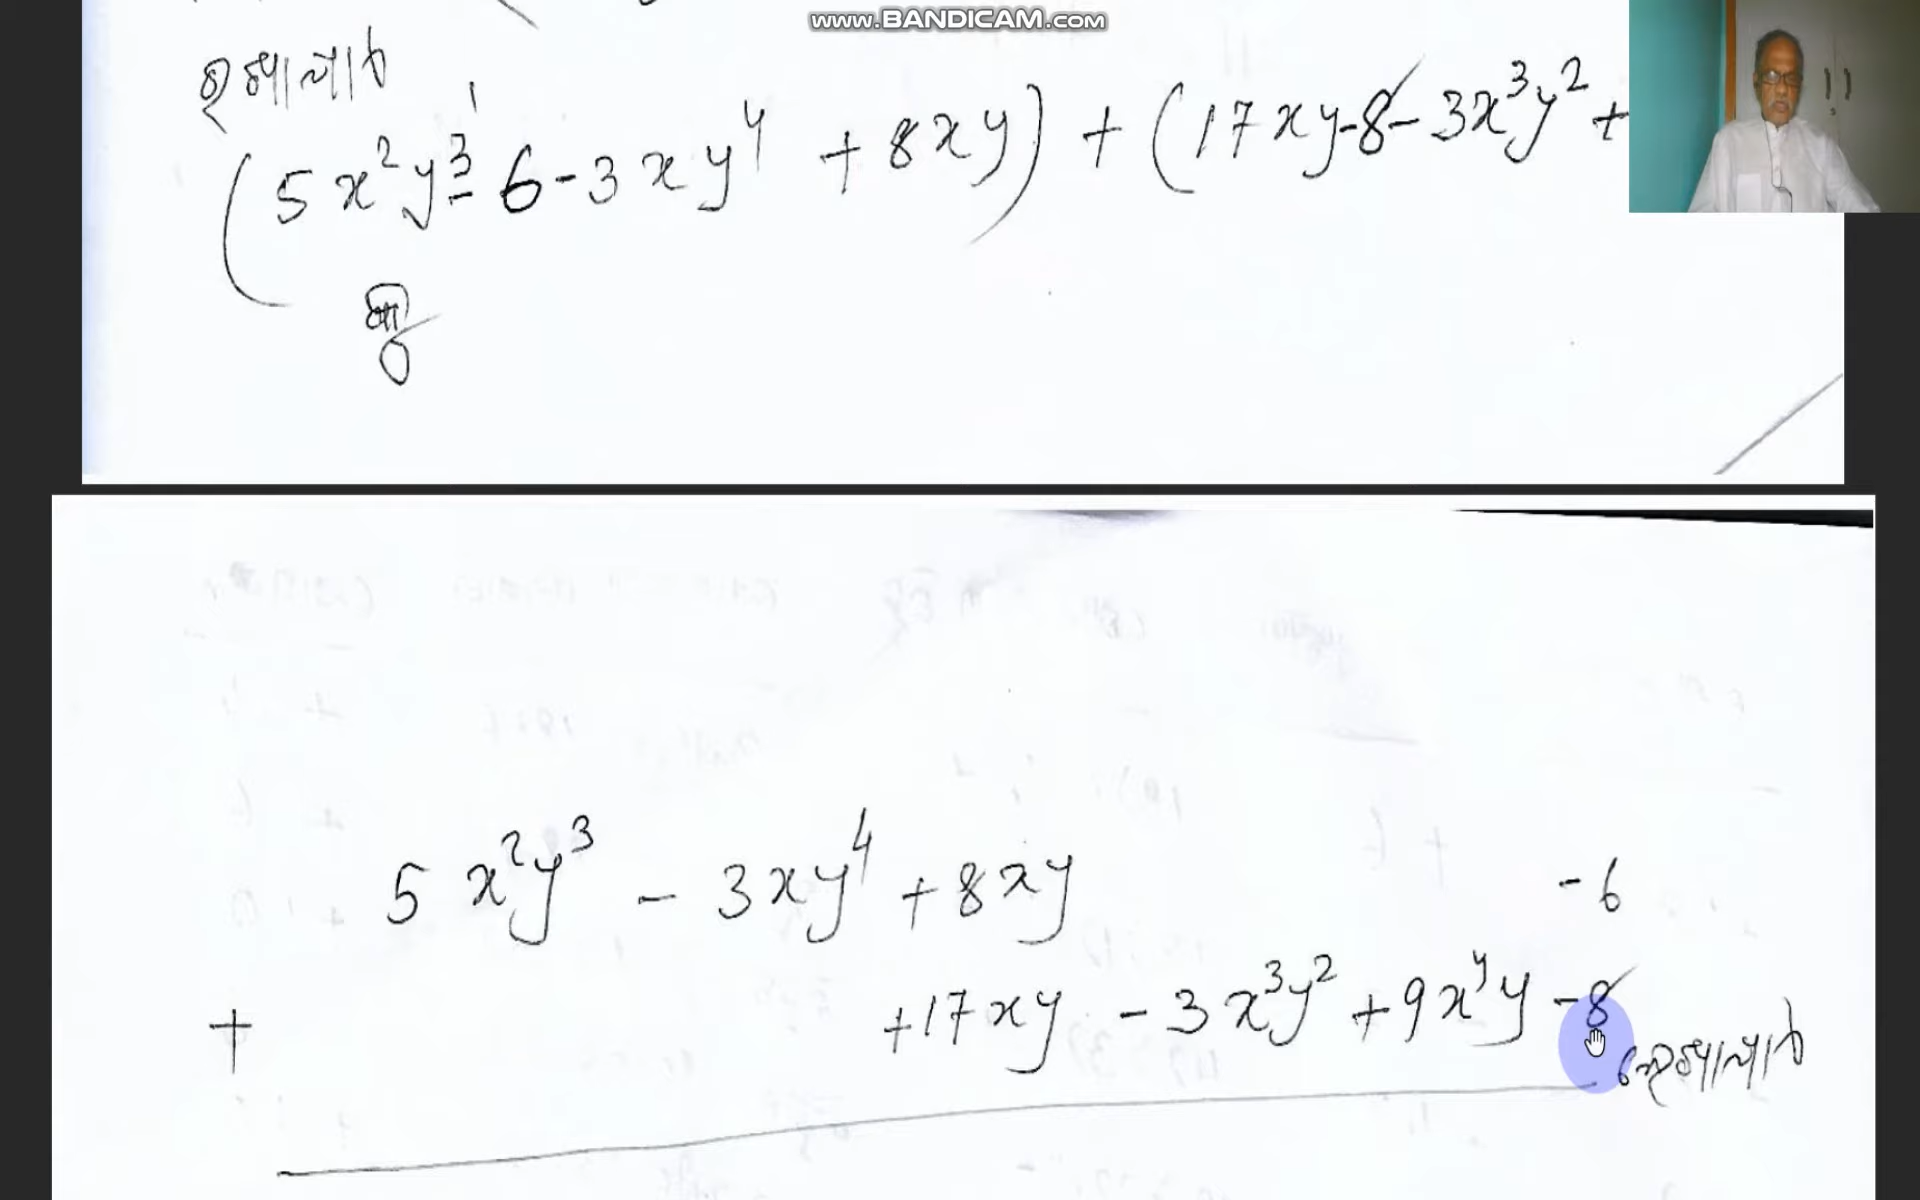 www.BANDICAM.com
(5x²y³ - 6 - 3xy⁴ + 8xy) + (17xy - 8 - 3x³y² +
5x²y³ - 3xy⁴ + 8xy - 6
+ +17xy - 3x³y² + 9x⁴y - 8